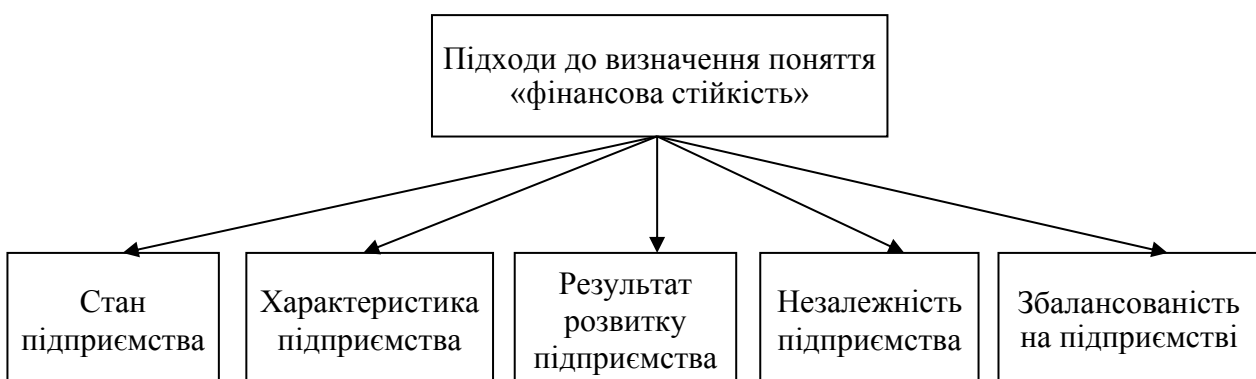 Підходи до визначення поняття
«фінансова стійкість»
Стан
підприємства
Характеристика
підприємства
Результат
розвитку
підприємства
Незалежність
підприємства
Збалансованість
на підприємстві